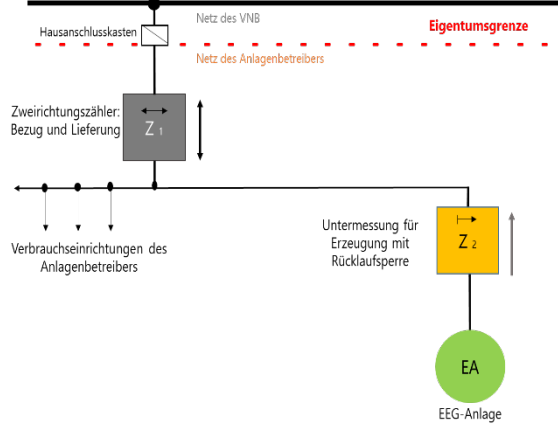 Netz des VNB
Hausanschlusskasten
Eigentumsgrenze
Netz des Anlagenbetreibers
Zweirichtungszähler:
Bezug und Lieferung
Z 1
Untermessung für
Erzeugung mit
Rücklaufsperre
Z 2
Verbrauchseinrichtungen des
Anlagenbetreibers
EA
EEG-Anlage